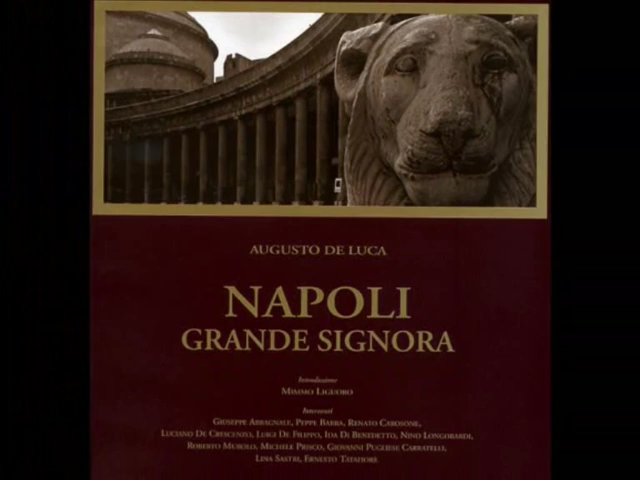 AUGUSTO DE LUCA
NAPOLI
GRANDE SIGNORA
Introduzione
MIMMO LIGUORO
Interventi
GIUSEPPE ABBAGNALE, PEPPE BARRA, RENATO CAROSONE,
LUCIANO DE CRESCENZO, LUIGI DE FILIPPO, IDA DI BENEDETTO, NINO LONGOBARDI,
ROBERTO MUROLO, MICHELE PRISCO, GIOVANNI PUGLIESE CARRATELLI,
LINA SASTRI, ERNESTO TATAFIORE